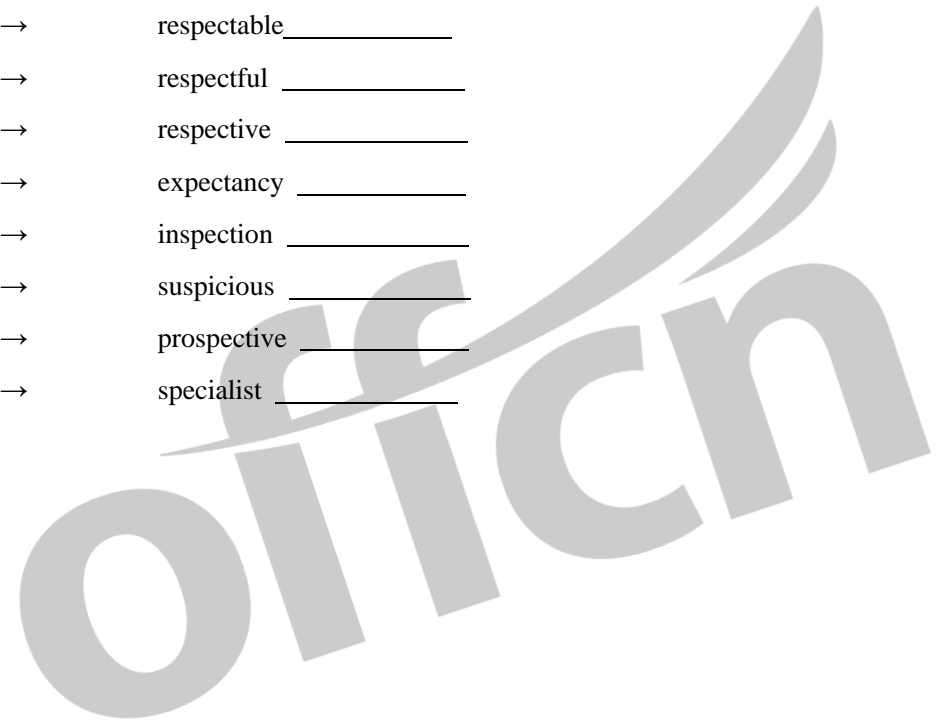 → respectable
→ respectful
→ respective
→ expectancy
→ inspection
→ suspicious
→ prospective
→ specialist
offcn